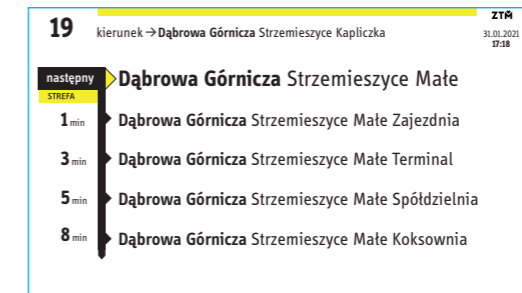 19 kierunek → Dąbrowa Górnicza Strzemieszyce Kapliczka
ZTM
31.01.2021
17:18
następny Dąbrowa Górnicza Strzemieszyce Małe
STREFA
1 min Dąbrowa Górnicza Strzemieszyce Małe Zajezdnia
3 min Dąbrowa Górnicza Strzemieszyce Małe Terminal
5 min Dąbrowa Górnicza Strzemieszyce Małe Spółdzielnia
8 min Dąbrowa Górnicza Strzemieszyce Małe Koksownia